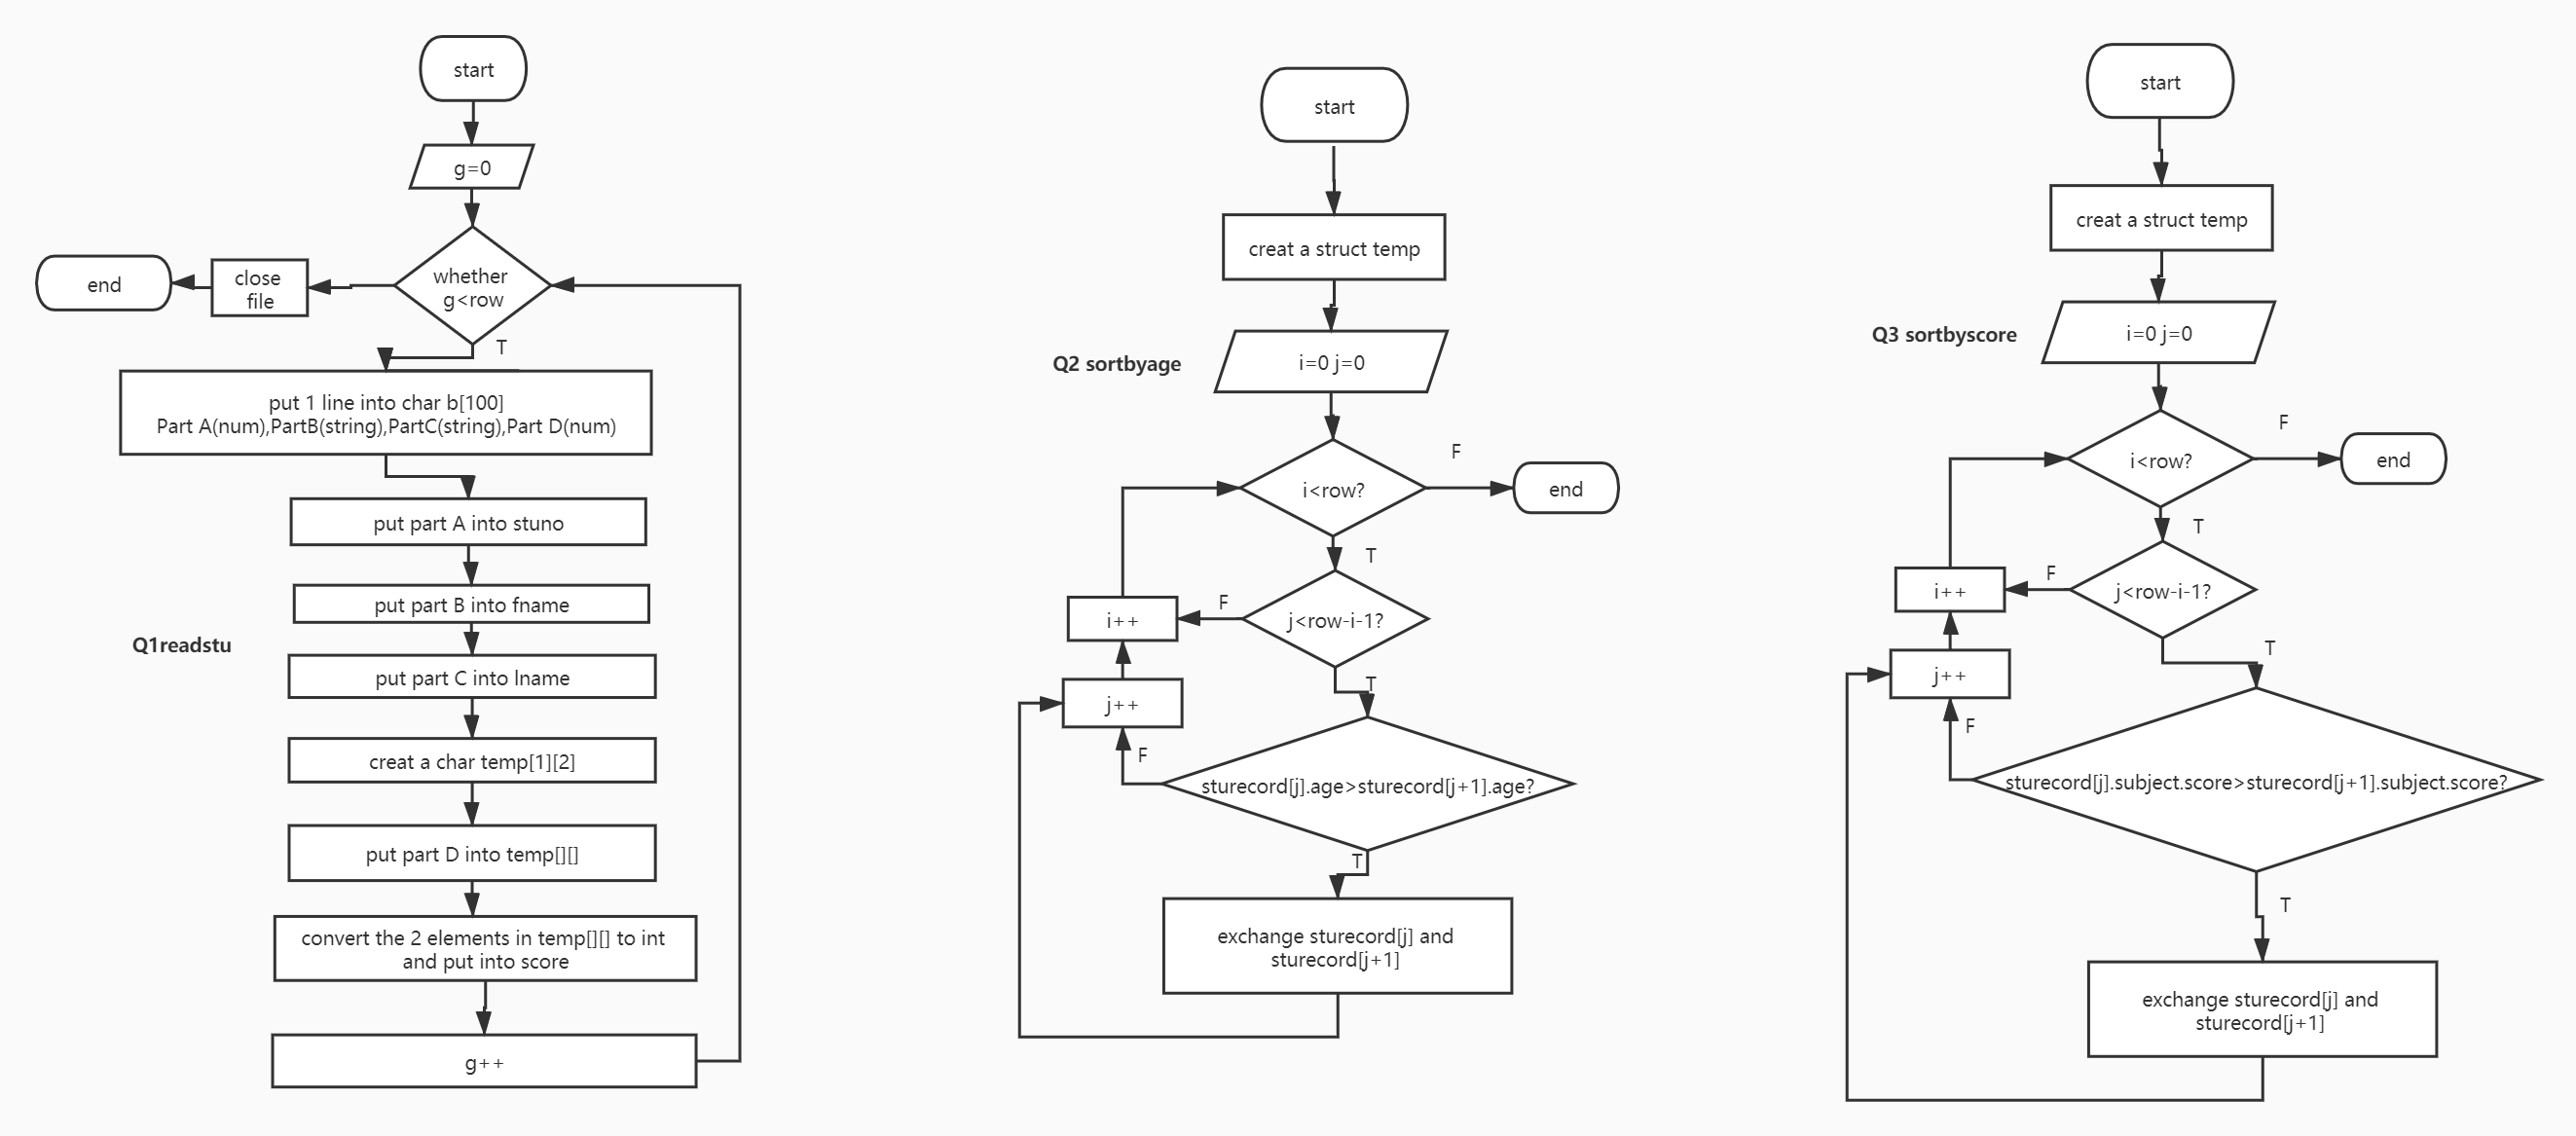 start
g=0
whether
g<row
close
file
end
T
put 1 line into char b[100]
Part A(num),PartB(string),PartC(string),Part D(num)
put part A into stuno
put part B into fname
Q1readstu
put part C into lname
creat a char temp[1][2]
put part D into temp[][]
convert the 2 elements in temp[][] to int
and put into score
g++
start
creat a struct temp
Q2 sortbyage
i=0 j=0
i<row?
F
end
T
j<row-i-1?
F
i++
T
j++
F
sturecord[j].age>sturecord[j+1].age?
T
exchange sturecord[j] and
sturecord[j+1]
start
creat a struct temp
Q3 sortbyscore
i=0 j=0
i<row?
F
end
T
j<row-i-1?
F
i++
T
j++
F
sturecord[j].subject.score>sturecord[j+1].subject.score?
T
exchange sturecord[j] and
sturecord[j+1]